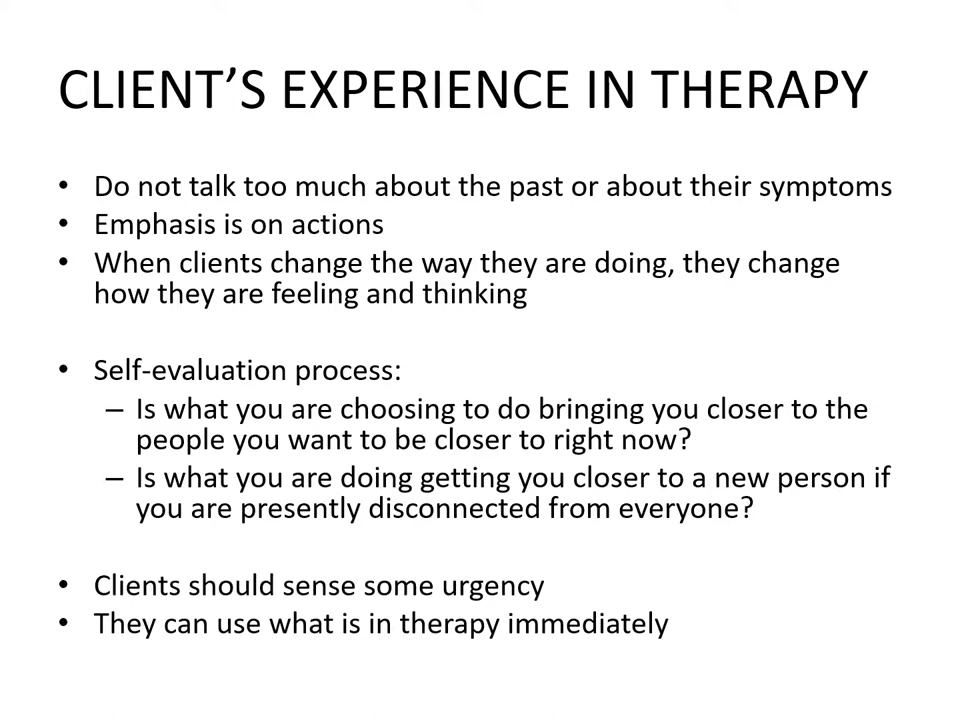 CLIENT’S EXPERIENCE IN THERAPY
• Do not talk too much about the past or about their symptoms
• Emphasis is on actions
• When clients change the way they are doing, they change
how they are feeling and thinking
• Self-evaluation process:
– Is what you are choosing to do bringing you closer to the
people you want to be closer to right now?
– Is what you are doing getting you closer to a new person if
you are presently disconnected from everyone?
• Clients should sense some urgency
• They can use what is in therapy immediately